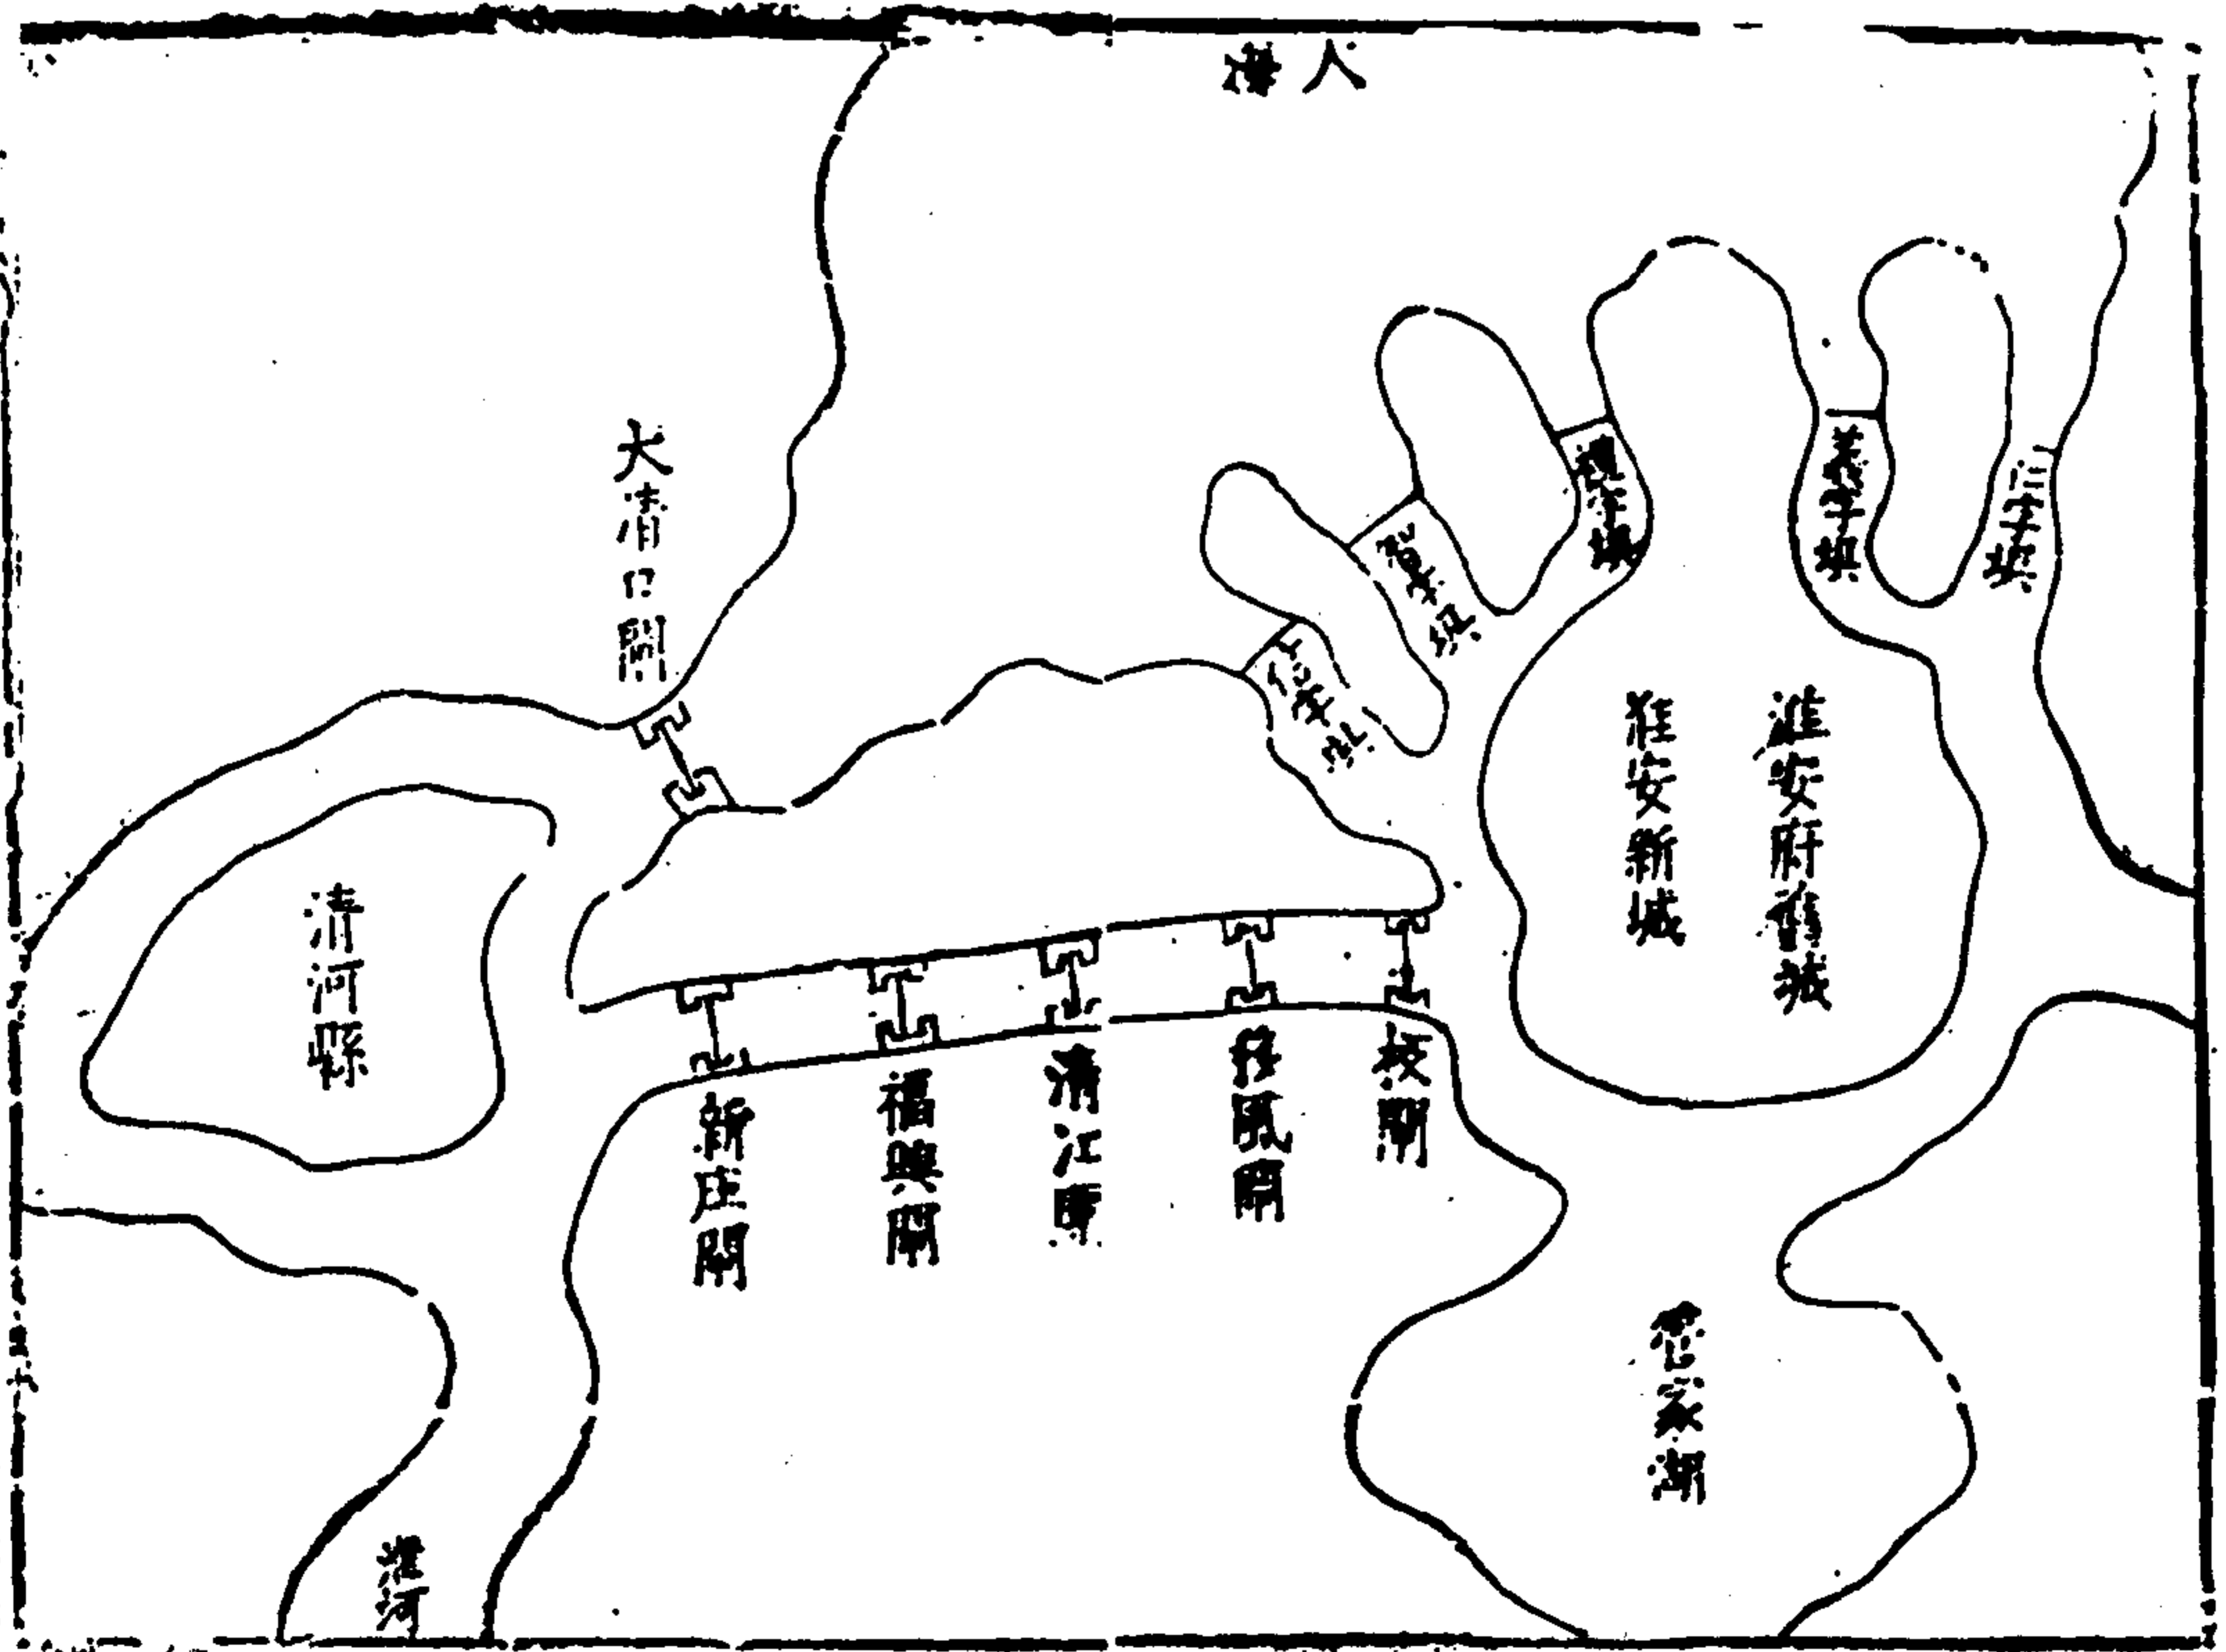 入海
仁字壩
義字壩
禮字壩
智字壩
信字壩
淮安府舊城
淮安新城
管家湖
板閘
移風閘
清江閘
福興閘
新庄閘
大清口閘
清河縣
淮河